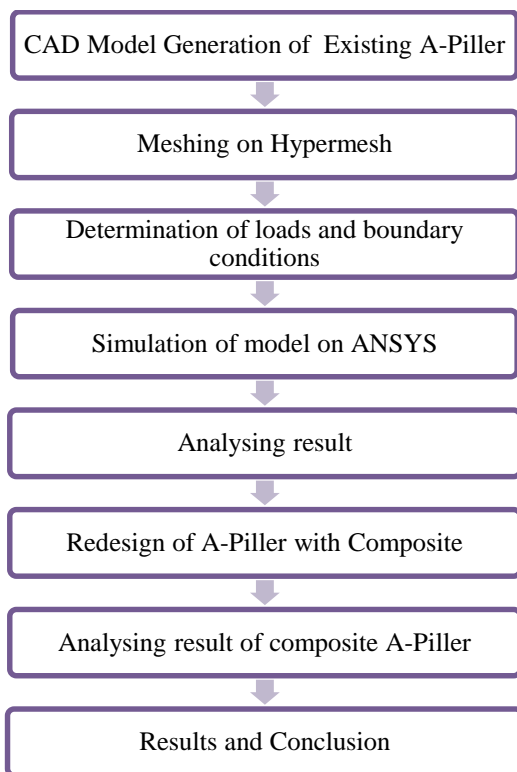 CAD Model Generation of Existing A-Piller
Meshing on Hypermesh
Determination of loads and boundary
conditions
Simulation of model on ANSYS
Analysing result
Redesign of A-Piller with Composite
Analysing result of composite A-Piller
Results and Conclusion